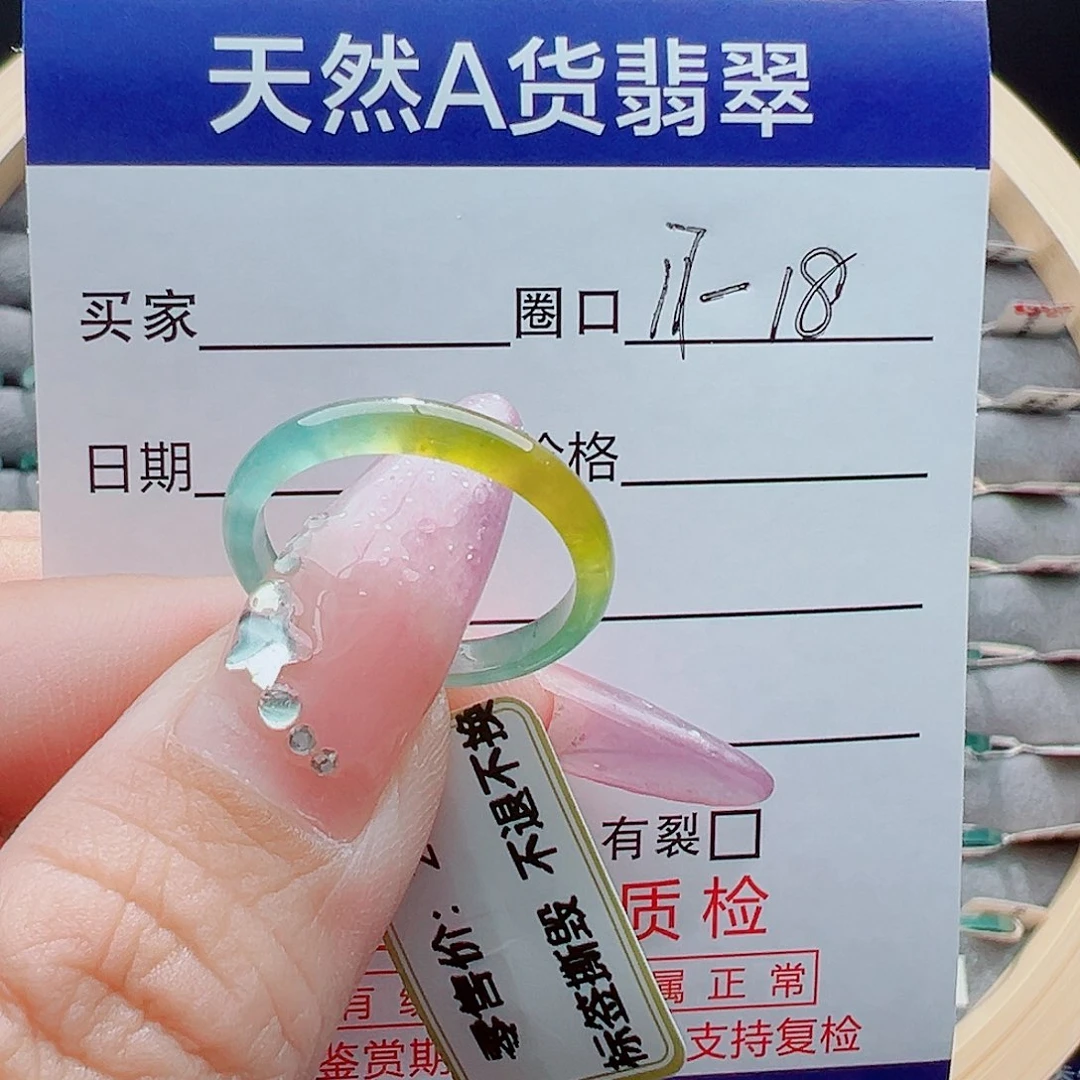 天然A货翡翠
买家 圈口 17-18
日期 价格
有裂
质检
有 属正常
鉴赏期 支持复检
零售价:
标签撕毁 不退不换